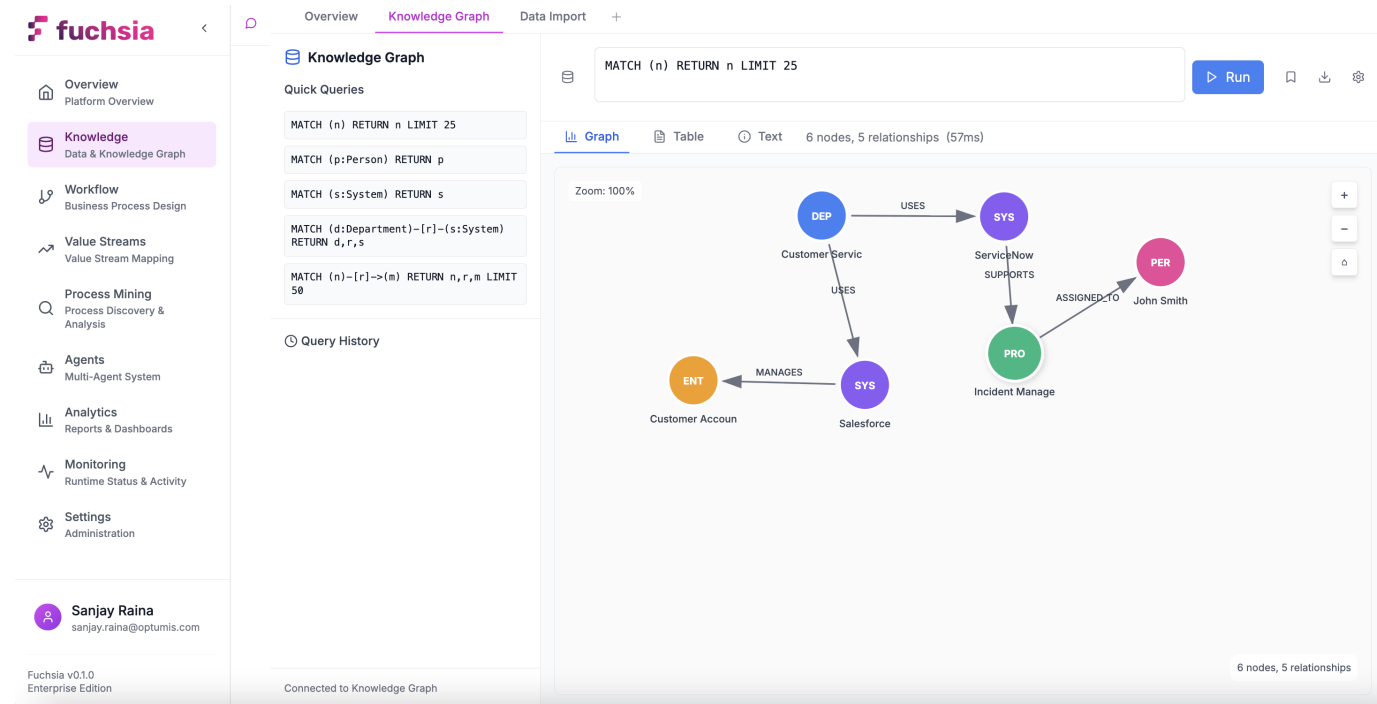 fuchsia
Overview
Platform Overview
Knowledge
Data & Knowledge Graph
Workflow
Business Process Design
Value Streams
Value Stream Mapping
Process Mining
Process Discovery &
Analysis
Agents
Multi-Agent System
Analytics
Reports & Dashboards
Monitoring
Runtime Status & Activity
Settings
Administration
Sanjay Raina
sanjay.raina@optumis.com
Fuchsia v0.1.0
Enterprise Edition
Overview Knowledge Graph Data Import +
Knowledge Graph
Quick Queries
MATCH (n) RETURN n LIMIT 25
MATCH (p:Person) RETURN p
MATCH (s:System) RETURN s
MATCH (d:Department)-[r]-(s:System)
RETURN d,r,s
MATCH (n)-[r]->(m) RETURN n,r,m LIMIT
50
Query History
Connected to Knowledge Graph
MATCH (n) RETURN n LIMIT 25
Run
Graph Table Text 6 nodes, 5 relationships (57ms)
Zoom: 100%
+
−
DEP
USES
SYS
Customer Servic
ServiceNow
SUPPORTS
USES
PER
ASSIGNED_TO
John Smith
PRO
Incident Manage
ENT
MANAGES
SYS
Customer Accoun
Salesforce
6 nodes, 5 relationships